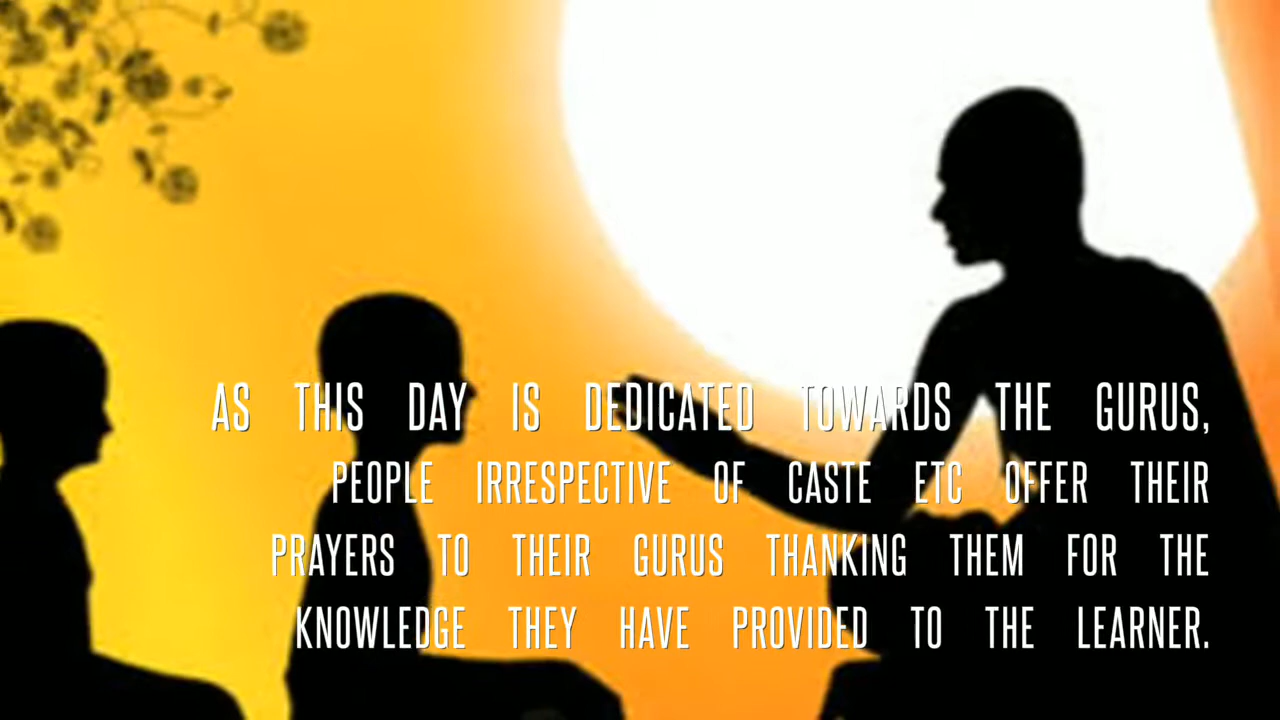 AS THIS DAY IS DEDICATED TOWARDS THE GURUS,
PEOPLE IRRESPECTIVE OF CASTE ETC OFFER THEIR
PRAYERS TO THEIR GURUS THANKING THEM FOR THE
KNOWLEDGE THEY HAVE PROVIDED TO THE LEARNER.